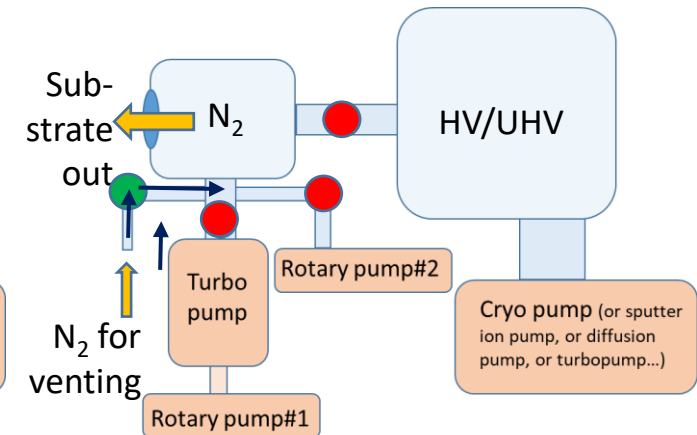 Sub-
strate
out
N₂
HV/UHV
Turbo
pump
Rotary pump#2
Cryo pump (or sputter
ion pump, or diffusion
pump, or turbopump...)
N₂ for
venting
Rotary pump#1